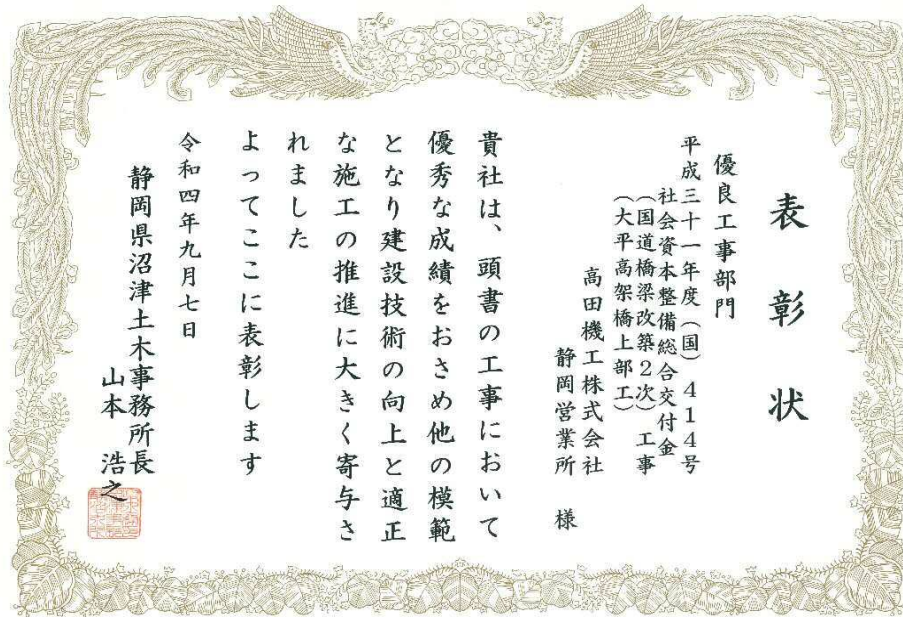 表彰状
優良工事部門
平成三十一年度(国)414号
社会資本整備総合交付金
(国道橋梁改築2次)工事
(大平高架橋上部工)
高田機工株式会社
静岡営業所 様
貴社は、頭書の工事において
優秀な成績をおさめ他の模範
となり建設技術の向上と適正
な施工の推進に大きく寄与さ
れました
よってここに表彰します
令和四年九月七日
静岡県沼津土木事務所長
山本 浩之